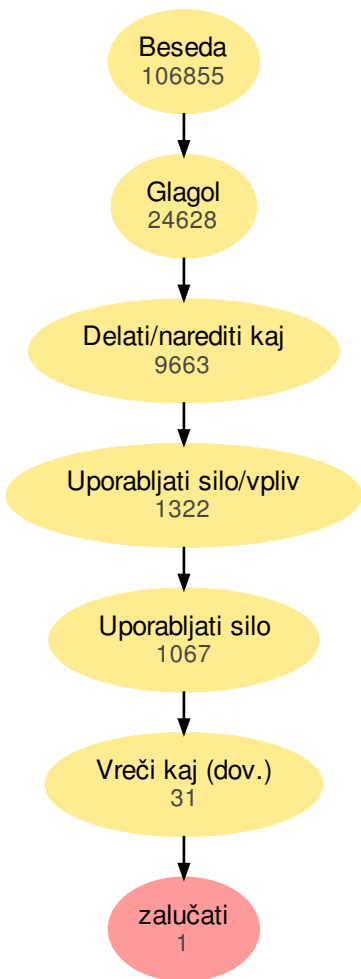 Beseda
106855
Glagol
24628
Delati/narediti kaj
9663
Uporabljati silo/vpliv
1322
Uporabljati silo
1067
Vreči kaj (dov.)
31
zalučati
1